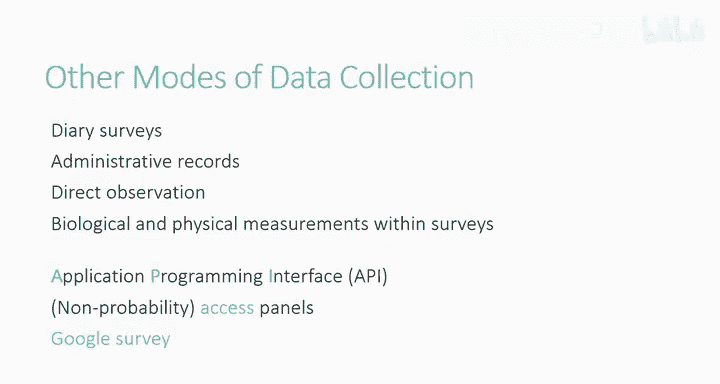 Other Modes of Data Collection
Diary surveys
Administrative records
Direct observation
Biological and physical measurements within surveys
Application Programming Interface (API)
(Non-probability) access panels
Google survey